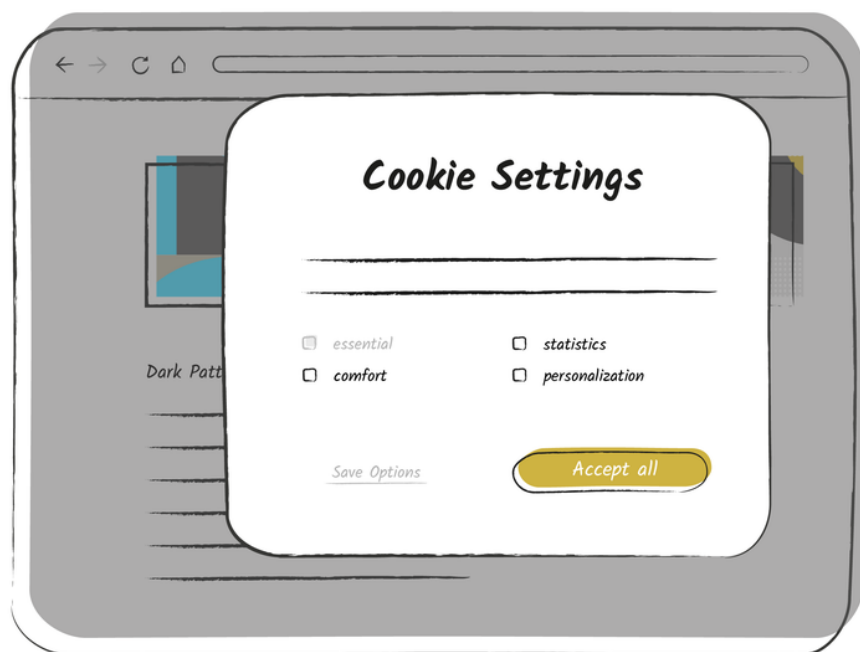 Cookie Settings
essential
statistics
comfort
personalization
Dark Patt
Save Options
Accept all